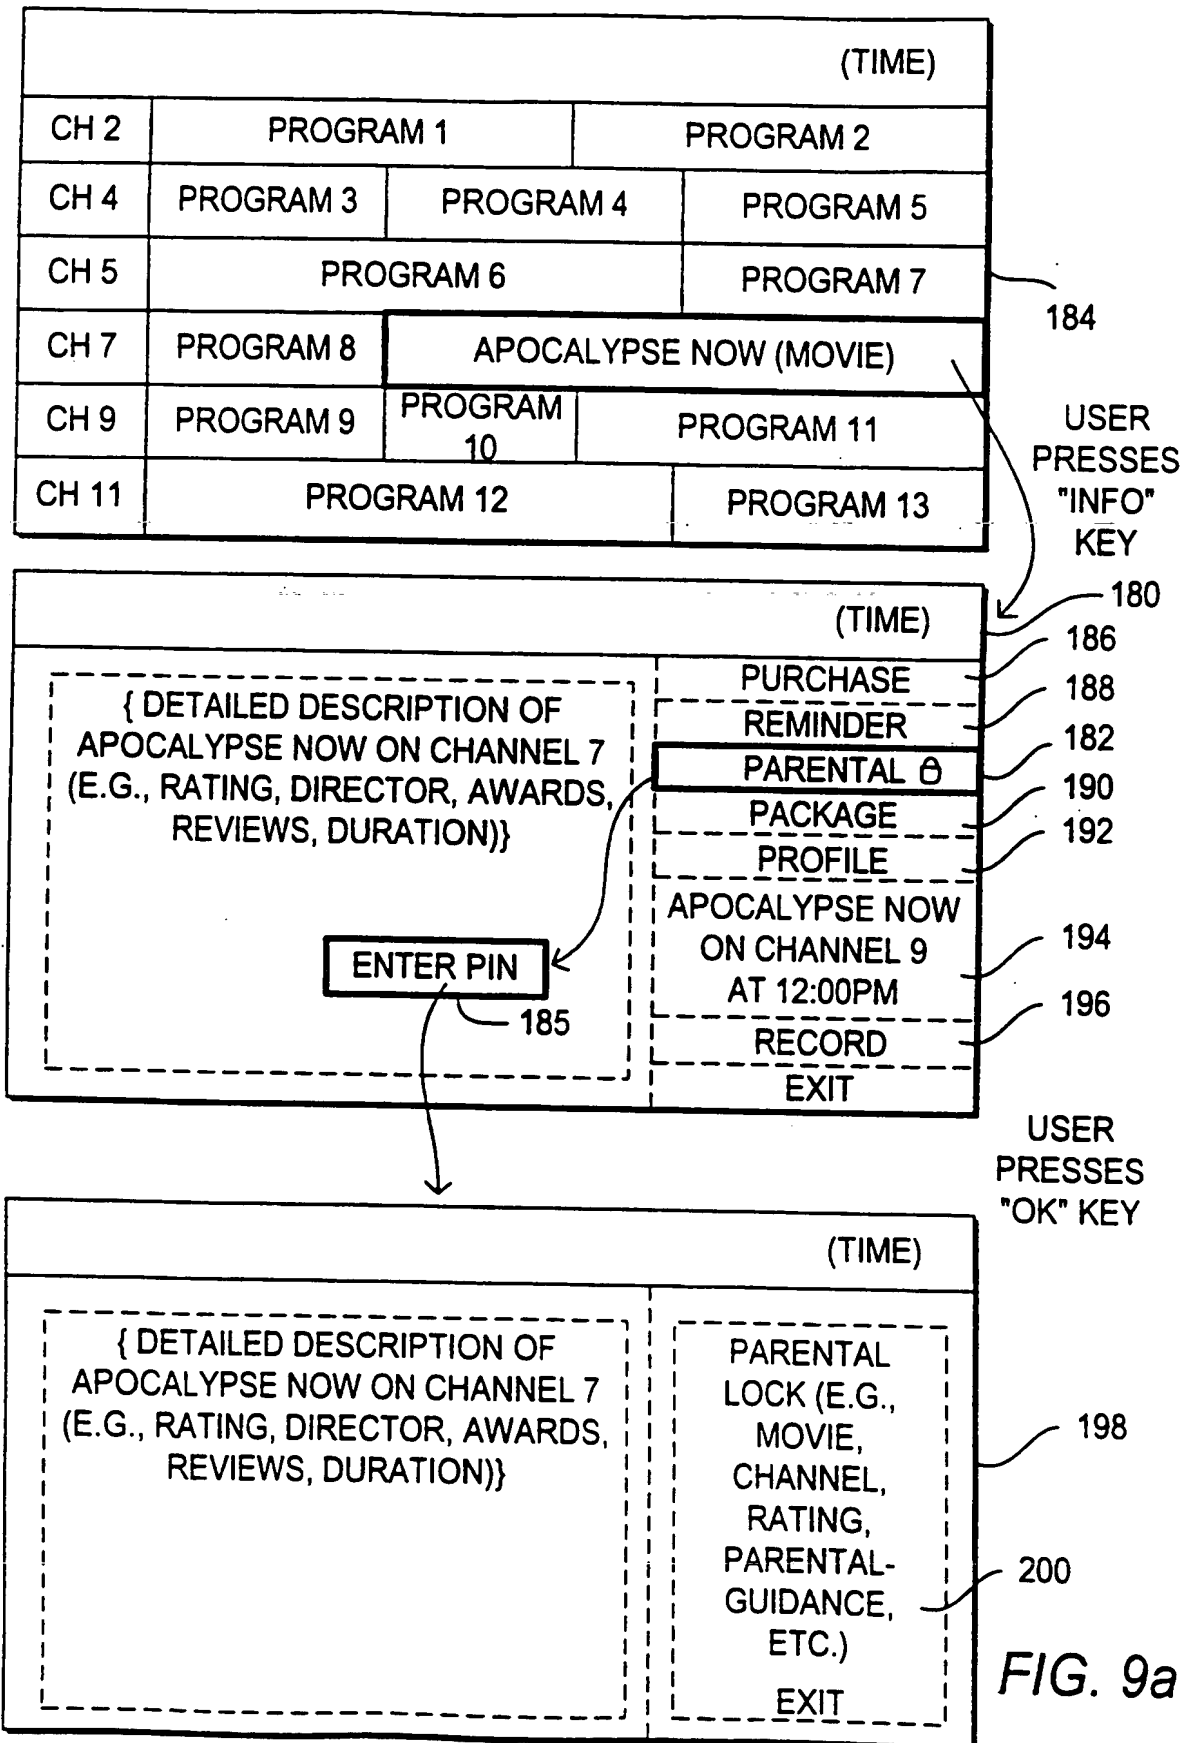 (TIME)
CH 2 PROGRAM 1 PROGRAM 2
CH 4 PROGRAM 3 PROGRAM 4 PROGRAM 5
CH 5 PROGRAM 6 PROGRAM 7
184
CH 7 PROGRAM 8 APOCALYPSE NOW (MOVIE)
CH 9 PROGRAM 9 PROGRAM
10 PROGRAM 11
CH 11 PROGRAM 12 PROGRAM 13
USER
PRESSES
"INFO"
KEY
180
(TIME)
{ DETAILED DESCRIPTION OF
APOCALYPSE NOW ON CHANNEL 7
(E.G., RATING, DIRECTOR, AWARDS,
REVIEWS, DURATION)}
ENTER PIN
185
PURCHASE 186
REMINDER 188
PARENTAL 182
PACKAGE 190
PROFILE 192
APOCALYPSE NOW
ON CHANNEL 9
AT 12:00PM
194
RECORD 196
EXIT
USER
PRESSES
"OK" KEY
(TIME)
{ DETAILED DESCRIPTION OF
APOCALYPSE NOW ON CHANNEL 7
(E.G., RATING, DIRECTOR, AWARDS,
REVIEWS, DURATION)}
PARENTAL
LOCK (E.G.,
MOVIE,
CHANNEL,
RATING,
PARENTAL-
GUIDANCE,
ETC.)
EXIT
198
200
FIG. 9a